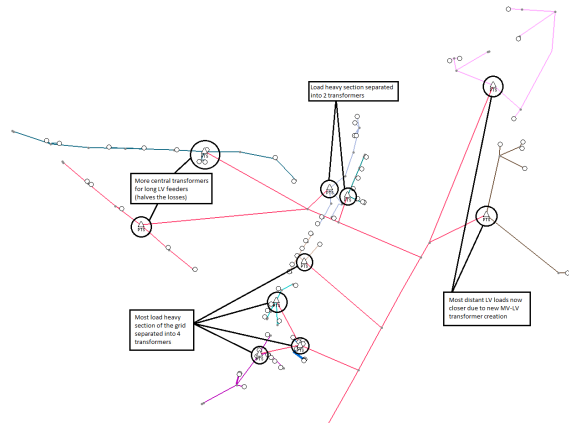 Load heavy section separated
into 2 transformers
More central transformers
for long LV feeders
(halves the losses)
Most load heavy
section of the grid
separated into 4
transformers
Most distant LV loads now
closer due to new MV-LV
transformer creation